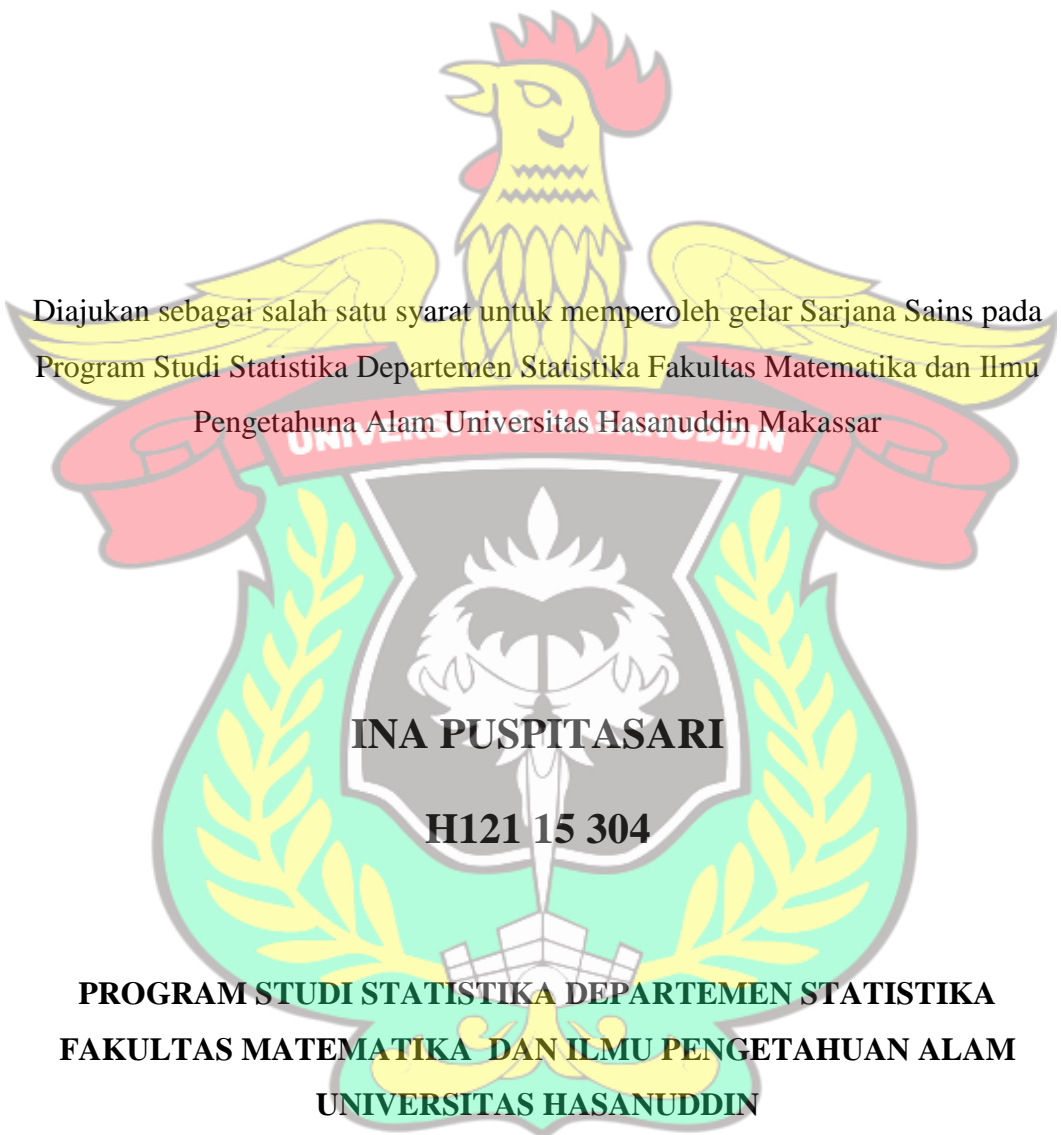 Diajukan sebagai salah satu syarat untuk memperoleh gelar Sarjana Sains pada
Program Studi Statistika Departemen Statistika Fakultas Matematika dan Ilmu
Pengetahuna Alam Universitas Hasanuddin Makassar
UNIVERSITAS HASANUDDIN
INA PUSPITASARI
H121 15 304
PROGRAM STUDI STATISTIKA DEPARTEMEN STATISTIKA
FAKULTAS MATEMATIKA DAN ILMU PENGETAHUAN ALAM
UNIVERSITAS HASANUDDIN